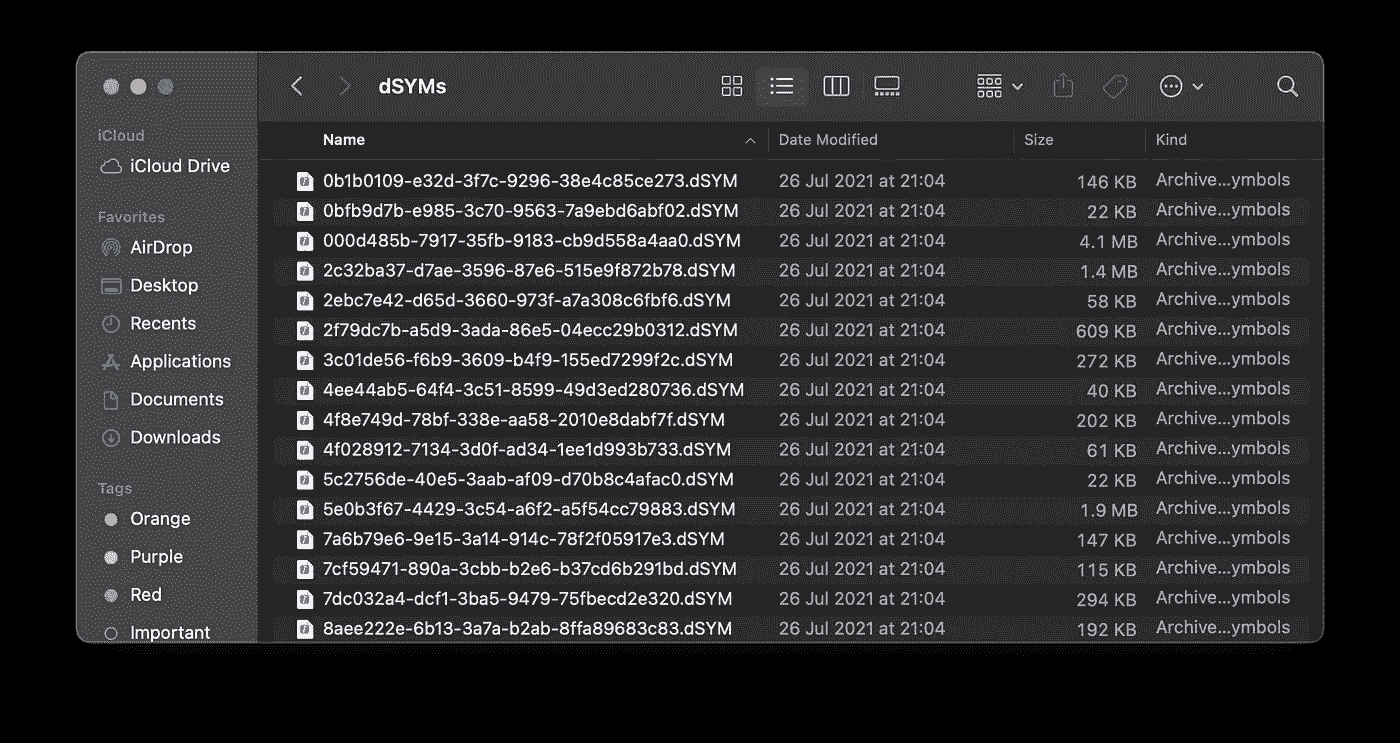 dSYMs
iCloud
iCloud Drive
Favorites
AirDrop
Desktop
Recents
Applications
Documents
Downloads
Tags
Orange
Purple
Red
Important
Name Date Modified Size Kind
0b1b0109-e32d-3f7c-9296-38e4c85ce273.dSYM 26 Jul 2021 at 21:04 146 KB Archive...ymbols
0bfb9d7b-e985-3c70-9563-7a9ebd6abf02.dSYM 26 Jul 2021 at 21:04 22 KB Archive...ymbols
000d485b-7917-35fb-9183-cb9d558a4aa0.dSYM 26 Jul 2021 at 21:04 4.1 MB Archive...ymbols
2c32ba37-d7ae-3596-87e6-515e9f872b78.dSYM 26 Jul 2021 at 21:04 1.4 MB Archive...ymbols
2ebc7e42-d65d-3660-973f-a7a308c6fbf6.dSYM 26 Jul 2021 at 21:04 58 KB Archive...ymbols
2f79dc7b-a5d9-3ada-86e5-04ecc29b0312.dSYM 26 Jul 2021 at 21:04 609 KB Archive...ymbols
3c01de56-f6b9-3609-b4f9-155ed7299f2c.dSYM 26 Jul 2021 at 21:04 272 KB Archive...ymbols
4ee44ab5-64f4-3c51-8599-49d3ed280736.dSYM 26 Jul 2021 at 21:04 40 KB Archive...ymbols
4f8e749d-78bf-338e-aa58-2010e8dabf7f.dSYM 26 Jul 2021 at 21:04 202 KB Archive...ymbols
4f028912-7134-3d0f-ad34-1ee1d993b733.dSYM 26 Jul 2021 at 21:04 61 KB Archive...ymbols
5c2756de-40e5-3aab-af09-d70b8c4afac0.dSYM 26 Jul 2021 at 21:04 22 KB Archive...ymbols
5e0b3f67-4429-3c54-a6f2-a5f54cc79883.dSYM 26 Jul 2021 at 21:04 1.9 MB Archive...ymbols
7a6b79e6-9e15-3a14-914c-78f2f05917e3.dSYM 26 Jul 2021 at 21:04 147 KB Archive...ymbols
7cf59471-890a-3cbb-b2e6-b37cd6b291bd.dSYM 26 Jul 2021 at 21:04 115 KB Archive...ymbols
7dc032a4-dcf1-3ba5-9479-75fbecd2e320.dSYM 26 Jul 2021 at 21:04 294 KB Archive...ymbols
8aee222e-6b13-3a7a-b2ab-8ffa89683c83.dSYM 26 Jul 2021 at 21:04 192 KB Archive...ymbols